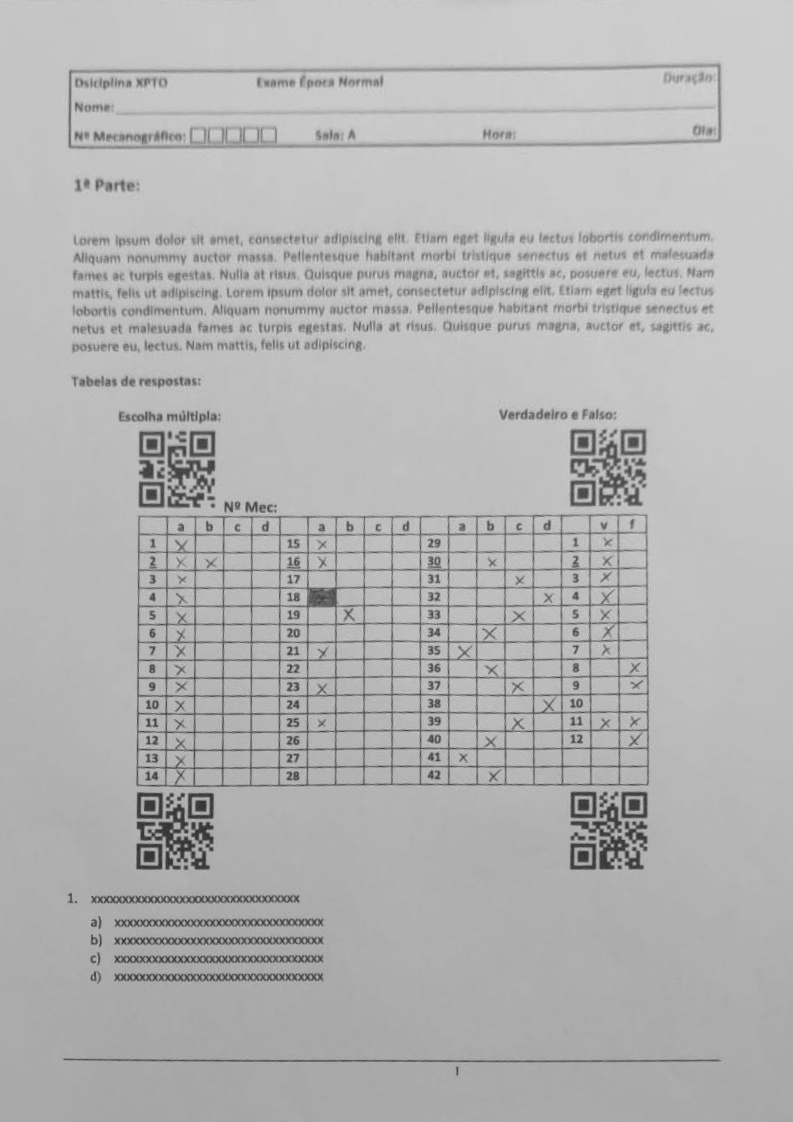 Dsiciplina XPTO Exame Época Normal Duração:
Nome:
Nº Mecanográfico: Sala: A Hora: Dia:
1ª Parte:
Lorem ipsum dolor sit amet, consectetur adipiscing elit. Etiam eget ligula eu lectus lobortis condimentum.
Aliquam nonummy auctor massa. Pellentesque habitant morbi tristique senectus et netus et malesuada
fames ac turpis egestas. Nulla at risus. Quisque purus magna, auctor et, sagittis ac, posuere eu, lectus. Nam
mattis, felis ut adipiscing. Lorem ipsum dolor sit amet, consectetur adipiscing elit. Etiam eget ligula eu lectus
lobortis condimentum. Aliquam nonummy auctor massa. Pellentesque habitant morbi tristique senectus et
netus et malesuada fames ac turpis egestas. Nulla at risus. Quisque purus magna, auctor et, sagittis ac,
posuere eu, lectus. Nam mattis, felis ut adipiscing.
Tabelas de respostas:
Escolha múltipla: Verdadeiro e Falso:
Nº Mec:
a b c d a b c d a b c d v f
1 X 15 X 29 1 X
2 X X 16 X 30 X 2 X
3 X 17 31 X 3 X
4 X 18 32 X 4 X
5 X 19 X 33 X 5 X
6 X 20 34 X 6 X
7 X 21 X 35 X 7 X
8 X 22 36 X 8 X
9 X 23 X 37 X 9 X
10 X 24 38 X 10
11 X 25 X 39 X 11 X X
12 X 26 40 X 12 X
13 X 27 41 X
14 X 28 42 X
1. xxxxxxxxxxxxxxxxxxxxxxxxxxxxxxxxx
a) xxxxxxxxxxxxxxxxxxxxxxxxxxxxxxxxx
b) xxxxxxxxxxxxxxxxxxxxxxxxxxxxxxxxx
c) xxxxxxxxxxxxxxxxxxxxxxxxxxxxxxxxx
d) xxxxxxxxxxxxxxxxxxxxxxxxxxxxxxxxx
1